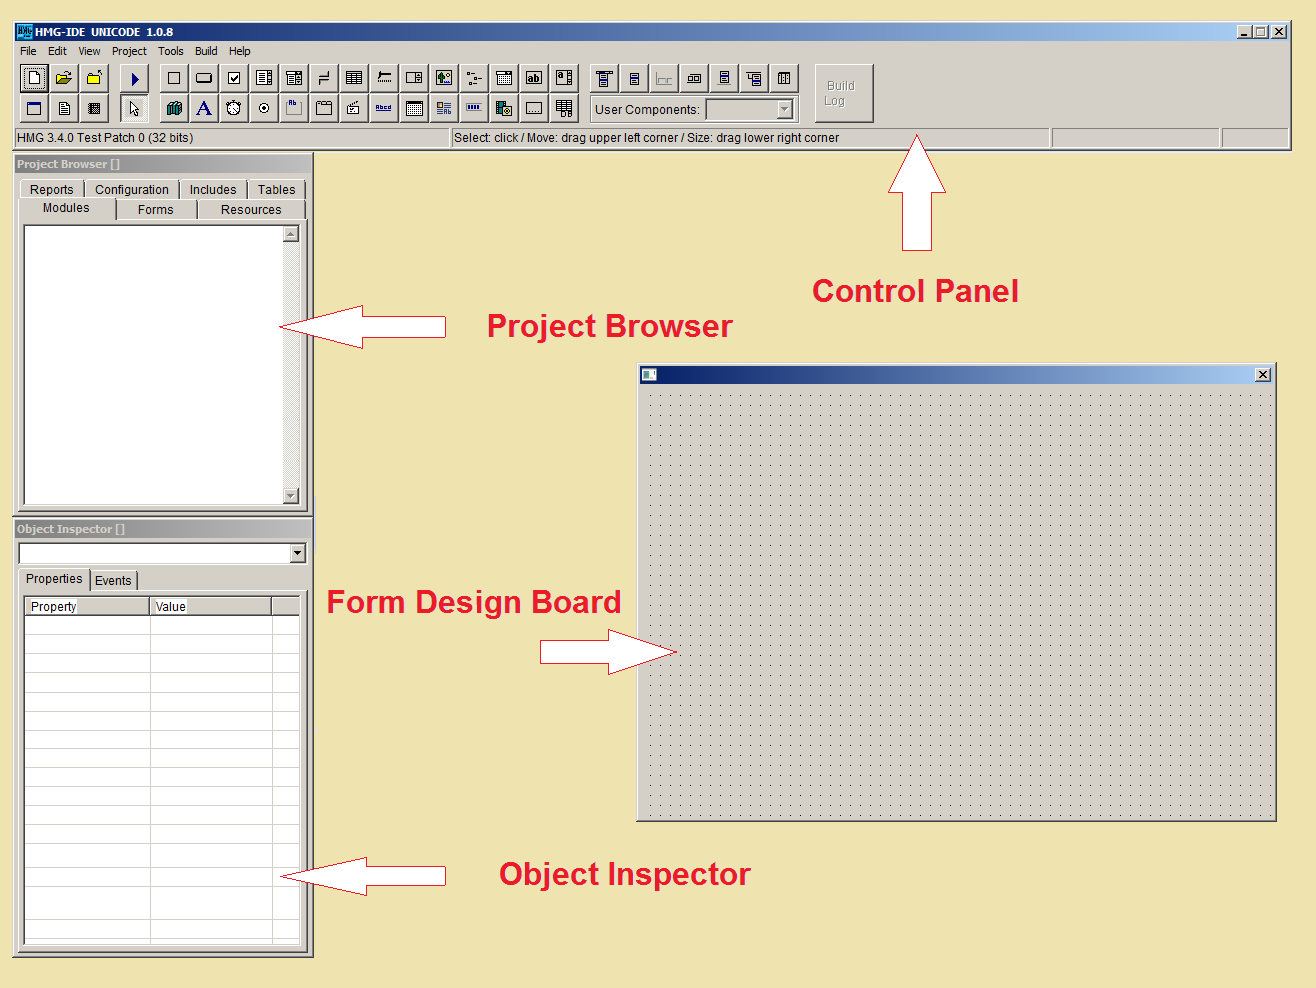 HMG-IDE UNICODE 1.0.8
File Edit View Project Tools Build Help
Build
Log
User Components:
HMG 3.4.0 Test Patch 0 (32 bits)
Select: click / Move: drag upper left corner / Size: drag lower right corner
Project Browser []
Reports Configuration Includes Tables
Modules Forms Resources
Control Panel
Project Browser
Object Inspector []
Properties Events
Property Value
Form Design Board
Object Inspector